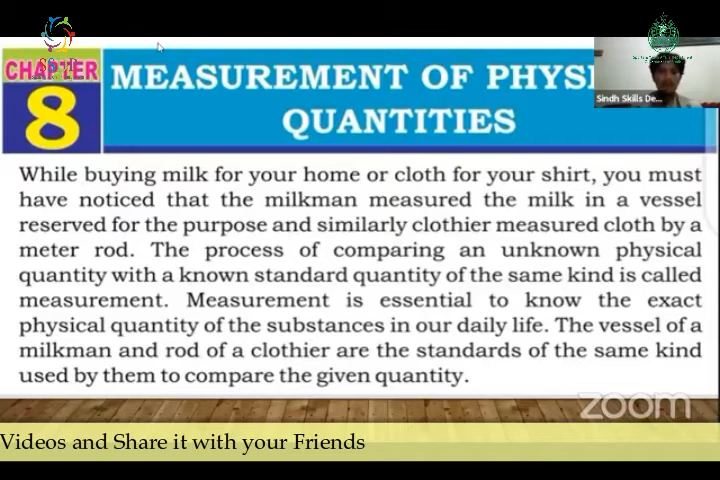 CHAPTER
8
MEASUREMENT OF PHYSI
QUANTITIES
Sindh Skills De...
While buying milk for your home or cloth for your shirt, you must
have noticed that the milkman measured the milk in a vessel
reserved for the purpose and similarly clothier measured cloth by a
meter rod. The process of comparing an unknown physical
quantity with a known standard quantity of the same kind is called
measurement. Measurement is essential to know the exact
physical quantity of the substances in our daily life. The vessel of a
milkman and rod of a clothier are the standards of the same kind
used by them to compare the given quantity.
zoom
Videos and Share it with your Friends